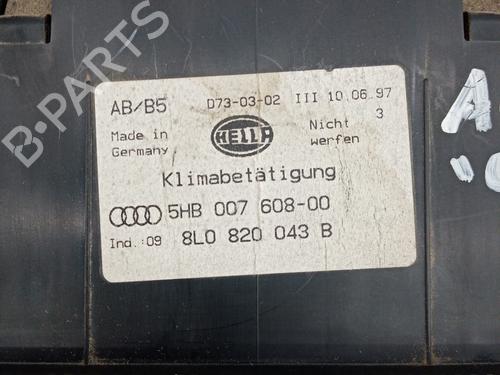 B-PARTS
AB/B5 D73-03-02 III 10.06.97
Made in Germahy HELLA Nicht werfen 3
Klimabetätigung
5HB 007 608-00
Ind.:09 8L0 820 043 B
A